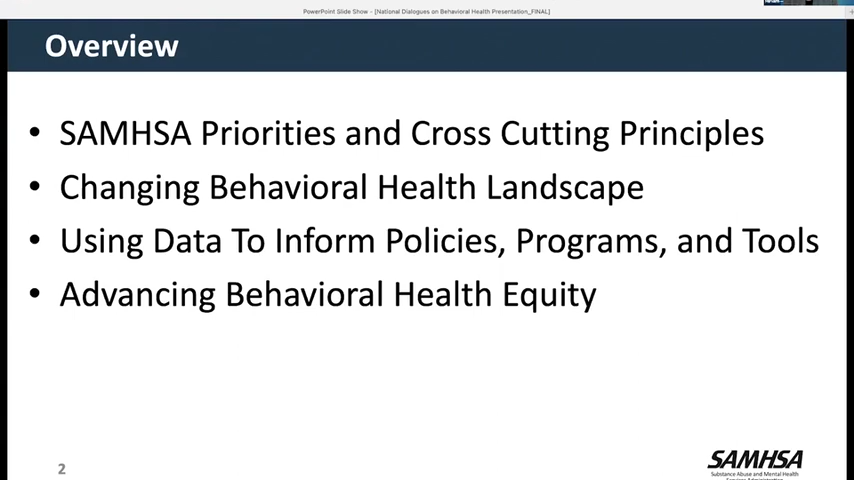 PowerPoint Slide Show - [National Dialogues on Behavioral Health Presentation_FINAL]
Overview
• SAMHSA Priorities and Cross Cutting Principles
• Changing Behavioral Health Landscape
• Using Data To Inform Policies, Programs, and Tools
• Advancing Behavioral Health Equity
2
SAMHSA
Substance Abuse and Mental Health
Services Administration